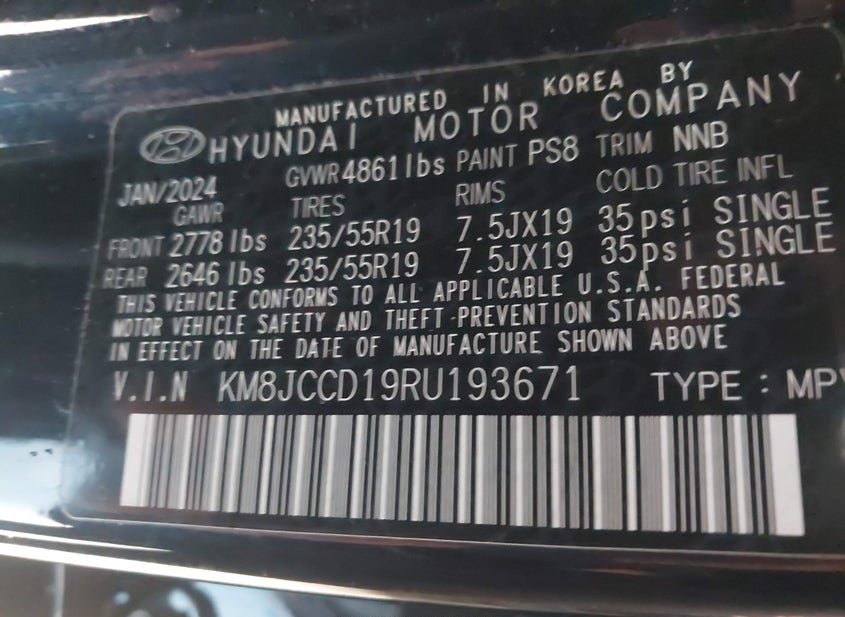 MANUFACTURED IN KOREA BY
HYUNDAI MOTOR COMPANY
JAN/2024 GVWR 4861 lbs PAINT PS8 TRIM NNB
GAWR TIRES RIMS COLD TIRE INFL
FRONT 2778 lbs 235/55R19 7.5JX19 35psi SINGLE
REAR 2646 lbs 235/55R19 7.5JX19 35psi SINGLE
THIS VEHICLE CONFORMS TO ALL APPLICABLE U.S.A. FEDERAL
MOTOR VEHICLE SAFETY AND THEFT PREVENTION STANDARDS
IN EFFECT ON THE DATE OF MANUFACTURE SHOWN ABOVE
V.I.N KM8JCCD19RU193671 TYPE : MPV